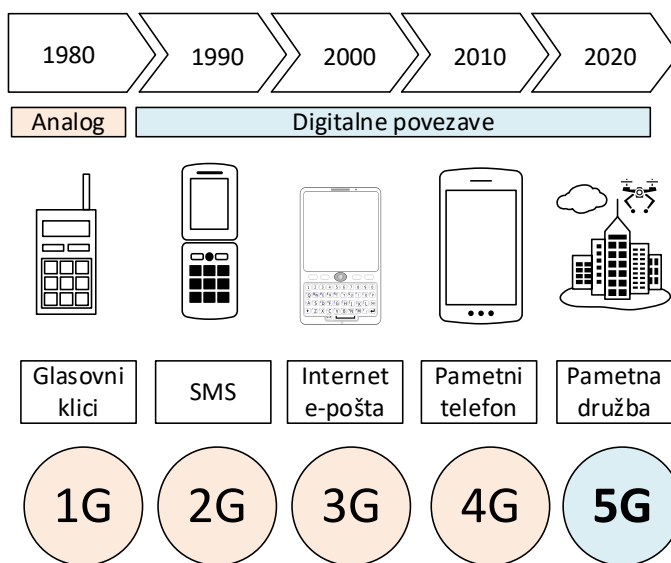 1980 1990 2000 2010 2020
Analog Digitalne povezave
Glasovni klici
SMS
Internet e-pošta
Pametni telefon
Pametna družba
1G 2G 3G 4G 5G